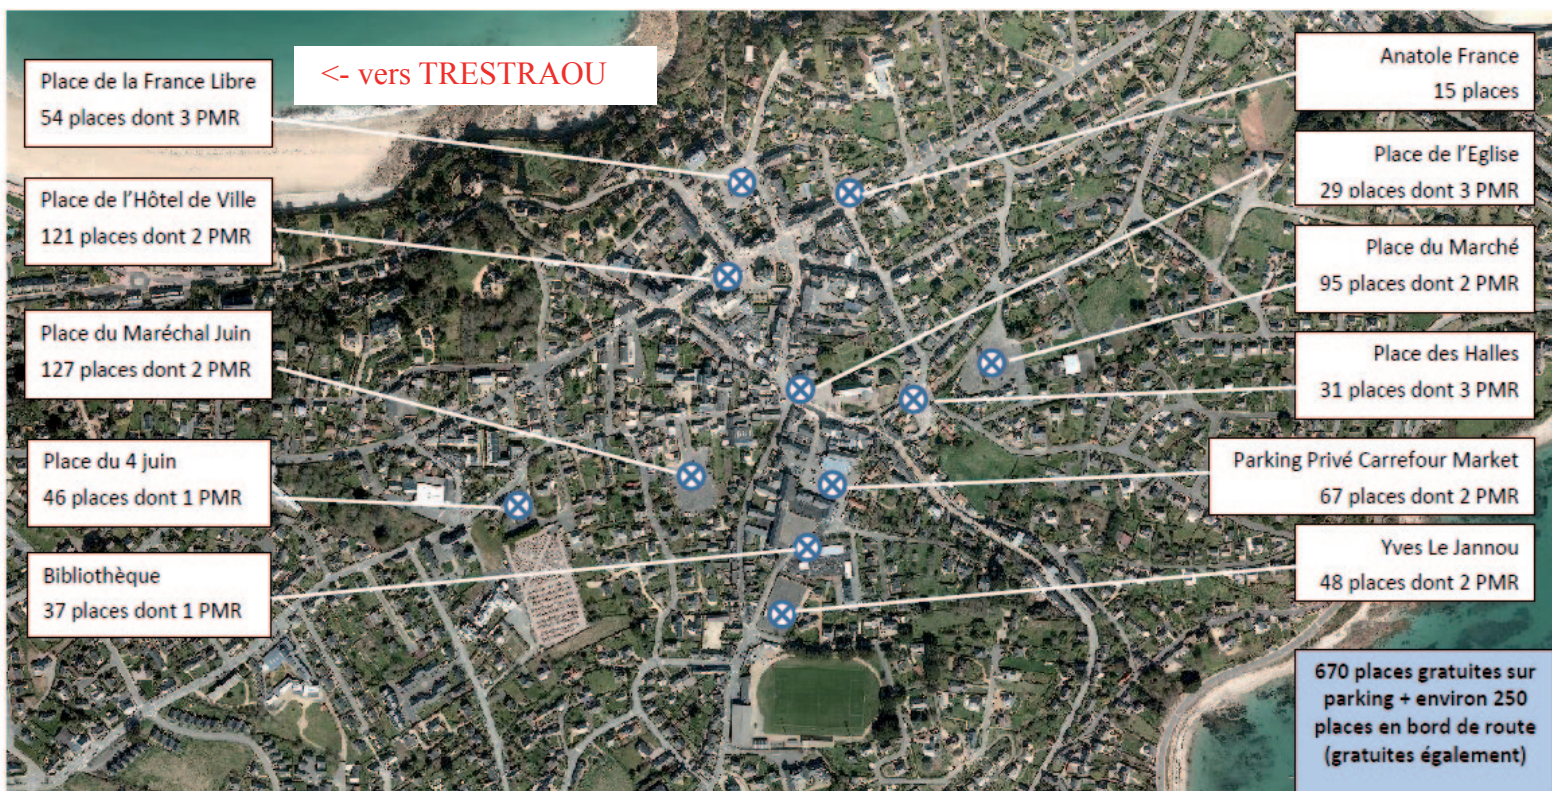 <- vers TRESTRAOU
Place de la France Libre
54 places dont 3 PMR
Place de l'Hôtel de Ville
121 places dont 2 PMR
Place du Maréchal Juin
127 places dont 2 PMR
Place du 4 juin
46 places dont 1 PMR
Bibliothèque
37 places dont 1 PMR
Anatole France
15 places
Place de l'Eglise
29 places dont 3 PMR
Place du Marché
95 places dont 2 PMR
Place des Halles
31 places dont 3 PMR
Parking Privé Carrefour Market
67 places dont 2 PMR
Yves Le Jannou
48 places dont 2 PMR
670 places gratuites sur
parking + environ 250
places en bord de route
(gratuites également)